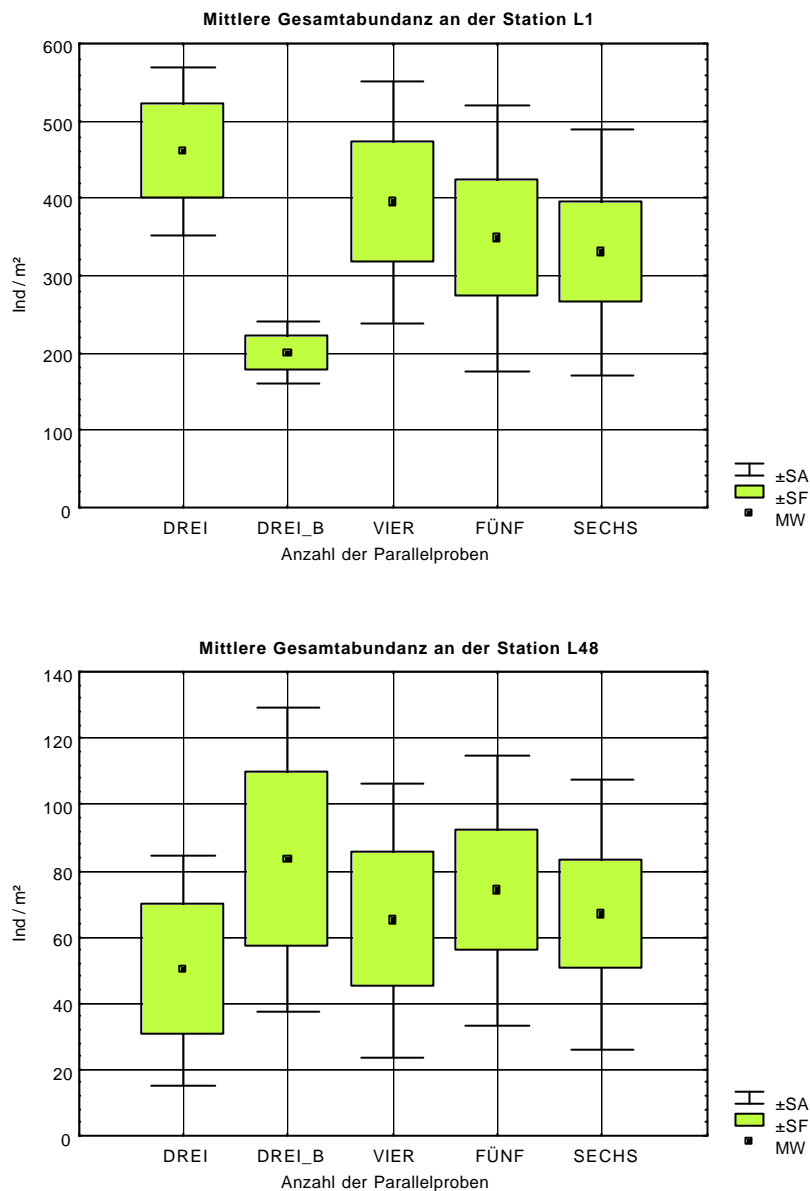 Mittlere Gesamtabundanz an der Station L1
600
500
400
300
200
100
0
Ind / m²
DREI DREI_B VIER FÜNF SECHS
Anzahl der Parallelproben
±SA
±SF
MW
Mittlere Gesamtabundanz an der Station L48
140
120
100
80
60
40
20
0
Ind / m²
DREI DREI_B VIER FÜNF SECHS
Anzahl der Parallelproben
±SA
±SF
MW